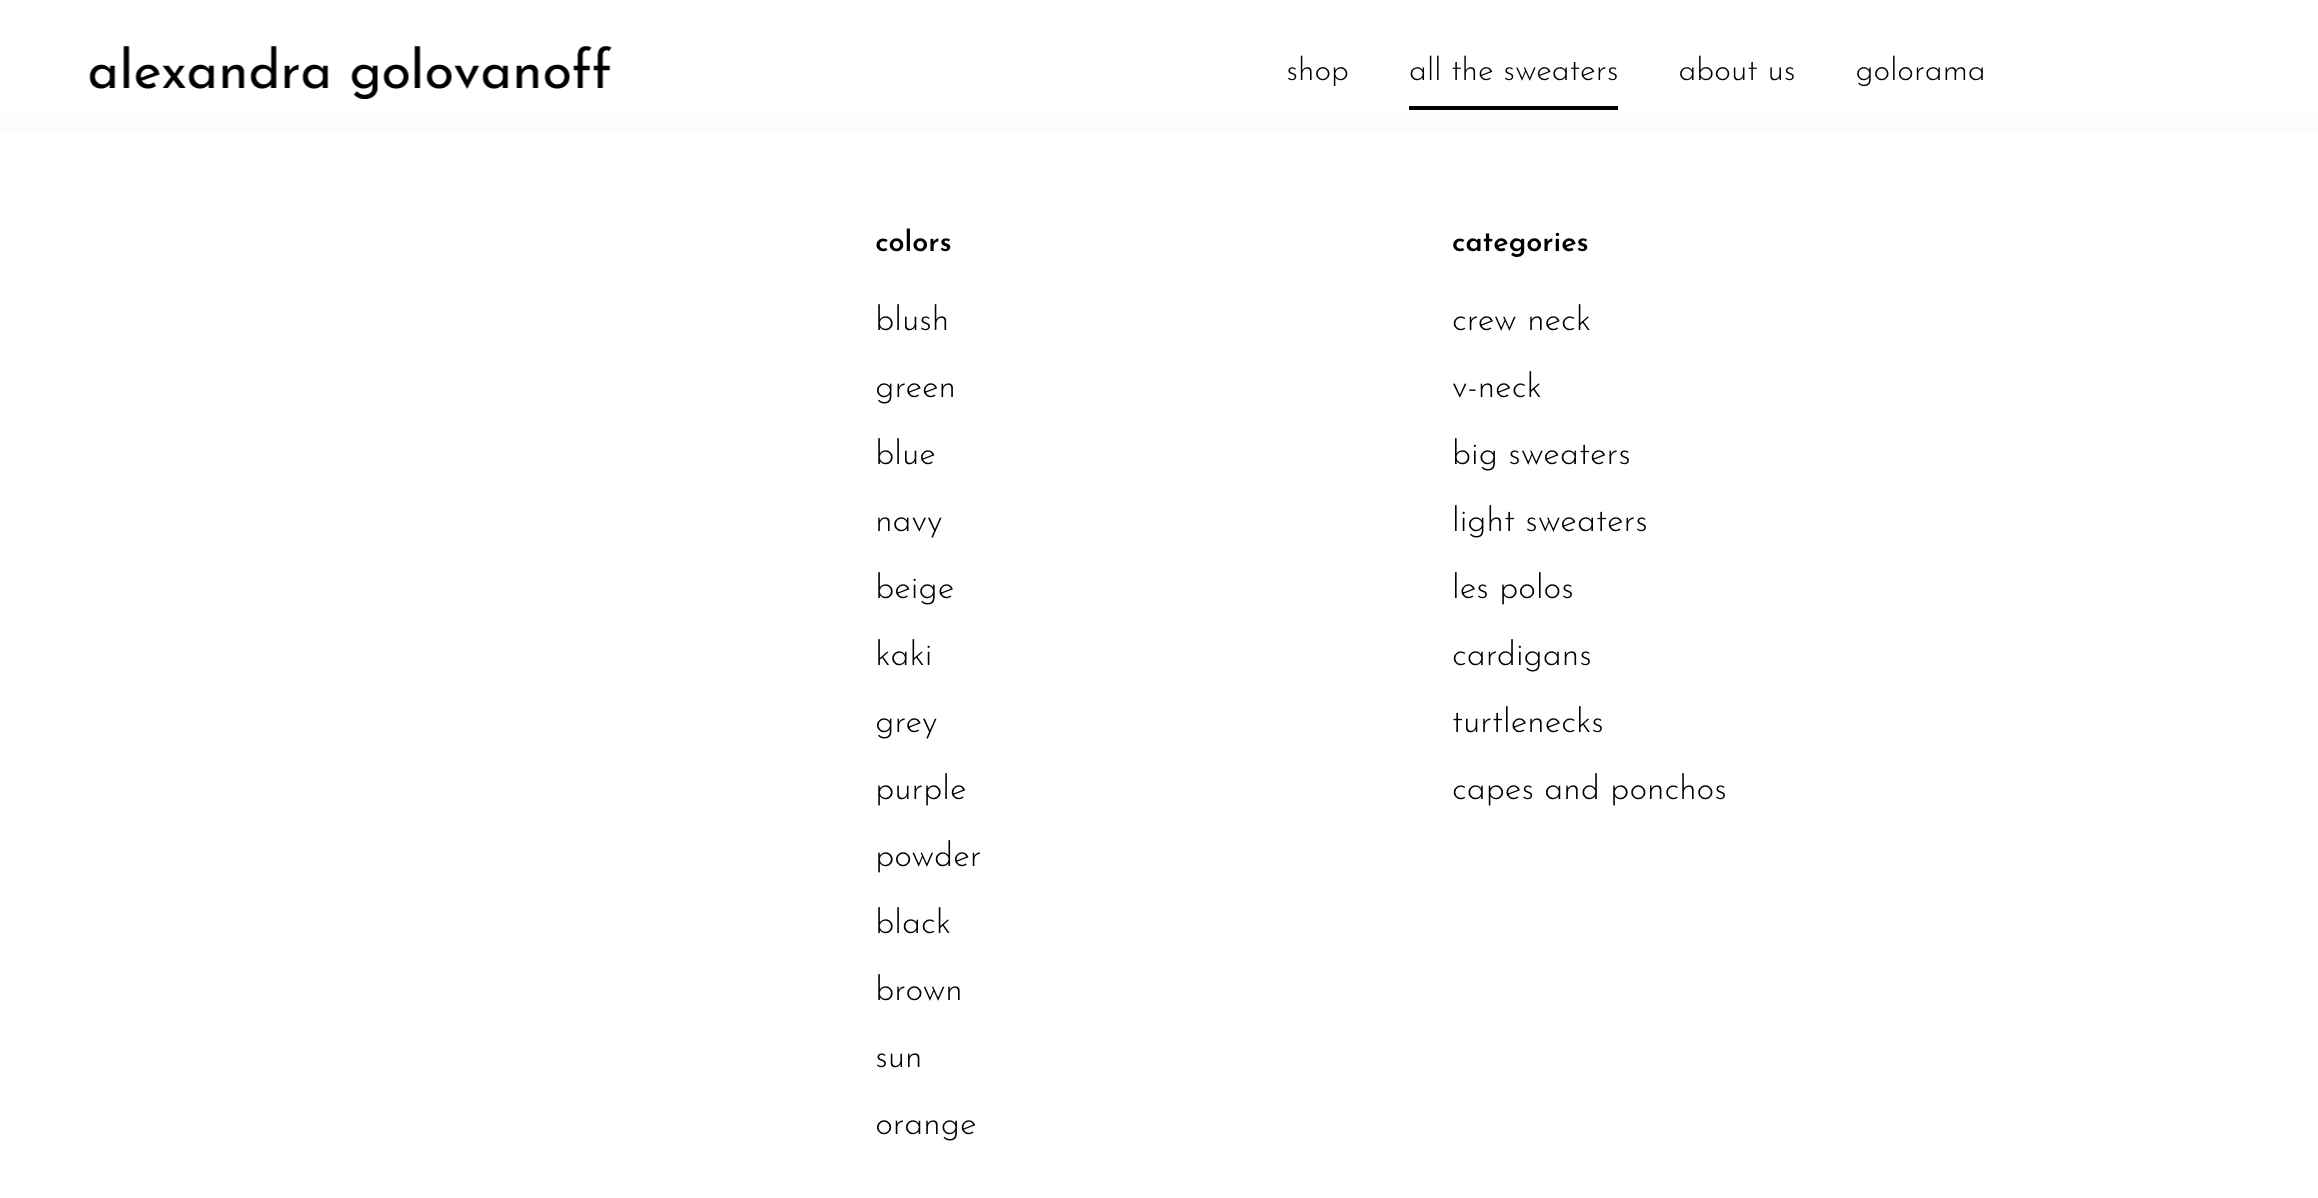 alexandra golovanoff
shop
all the sweaters
about us
golorama
colors
blush
green
blue
navy
beige
kaki
grey
purple
powder
black
brown
sun
orange
categories
crew neck
v-neck
big sweaters
light sweaters
les polos
cardigans
turtlenecks
capes and ponchos